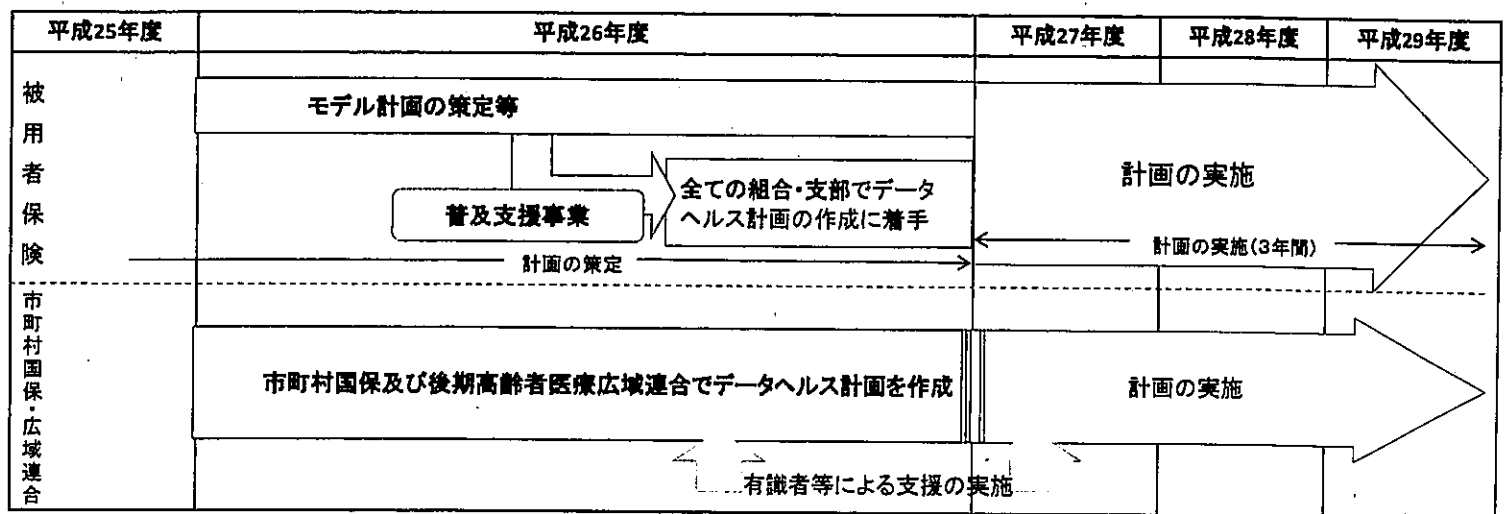 平成25年度
平成26年度
平成27年度
平成28年度
平成29年度
被用者保険
モデル計画の策定等
普及支援事業
全ての組合・支部でデータ
ヘルス計画の作成に着手
計画の実施
計画の実施(3年間)
計画の策定
市町村国保・広域連合
市町村国保及び後期高齢者医療広域連合でデータヘルス計画を作成
計画の実施
有識者等による支援の実施